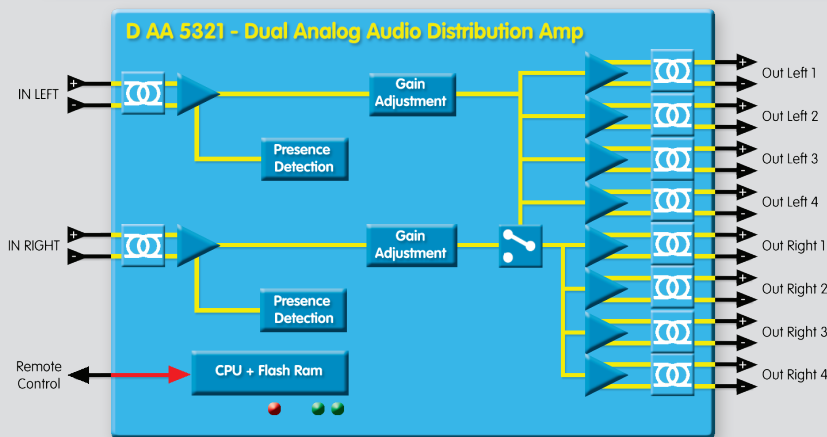 D AA 5321 - Dual Analog Audio Distribution Amp
IN LEFT
+
-
Gain
Adjustment
Presence
Detection
IN RIGHT
+
-
Gain
Adjustment
Presence
Detection
Remote
Control
CPU + Flash Ram
+
Out Left 1
-
+
Out Left 2
-
+
Out Left 3
-
+
Out Left 4
-
+
Out Right 1
-
+
Out Right 2
-
+
Out Right 3
-
+
Out Right 4
-